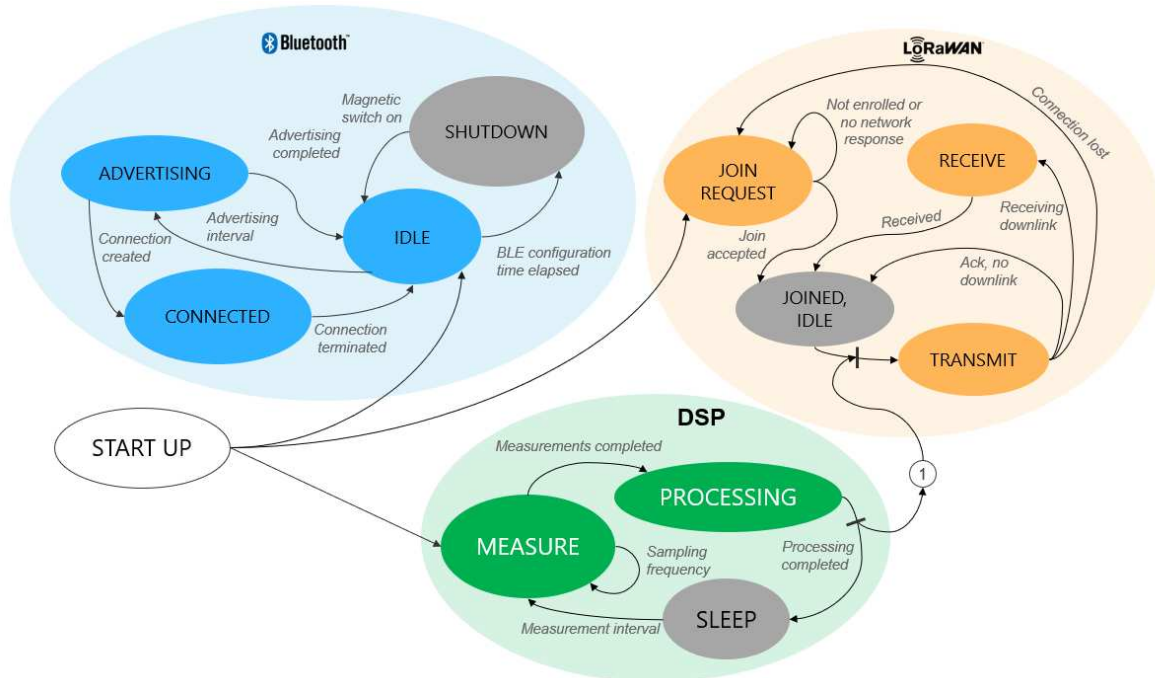 Bluetooth™
Magnetic
switch on
SHUTDOWN
Advertising
completed
ADVERTISING
Advertising
interval
IDLE
Connection
created
BLE configuration
time elapsed
CONNECTED
Connection
terminated
LoRaWAN
Not enrolled or
no network
response
Connection lost
JOIN
REQUEST
RECEIVE
Received
Receiving
downlink
Join
accepted
Ack, no
downlink
JOINED,
IDLE
TRANSMIT
START UP
DSP
Measurements completed
PROCESSING
1
MEASURE
Sampling
frequency
Processing
completed
SLEEP
Measurement interval